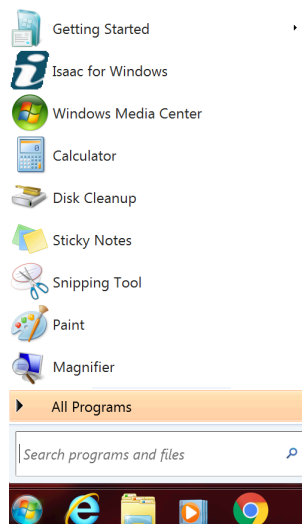 Getting Started
Isaac for Windows
Windows Media Center
Calculator
Disk Cleanup
Sticky Notes
Snipping Tool
Paint
Magnifier
All Programs
Search programs and files